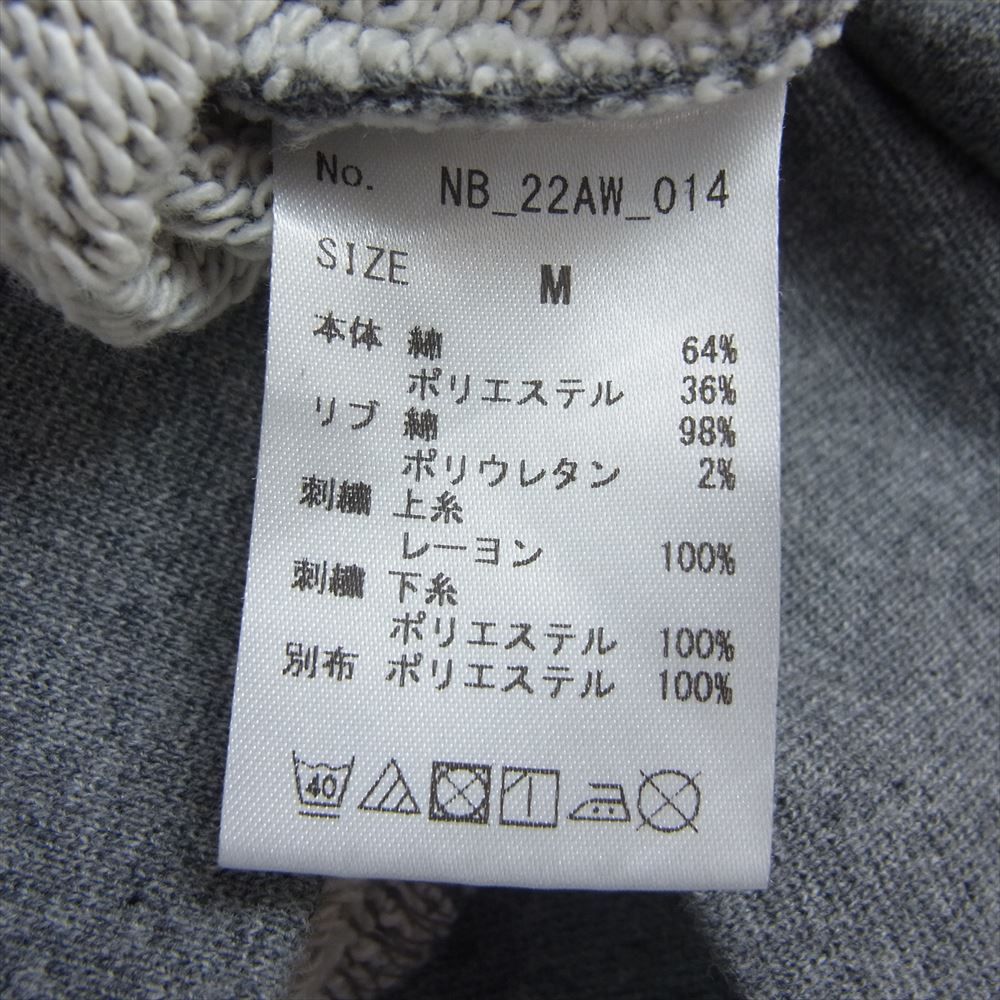 No. NB_22AW_014
SIZE M
本体 綿 64%
ポリエステル 36%
リブ 綿 98%
ポリウレタン 2%
刺繍 上糸
レーヨン 100%
刺繍 下糸
ポリエステル 100%
別布 ポリエステル 100%
40